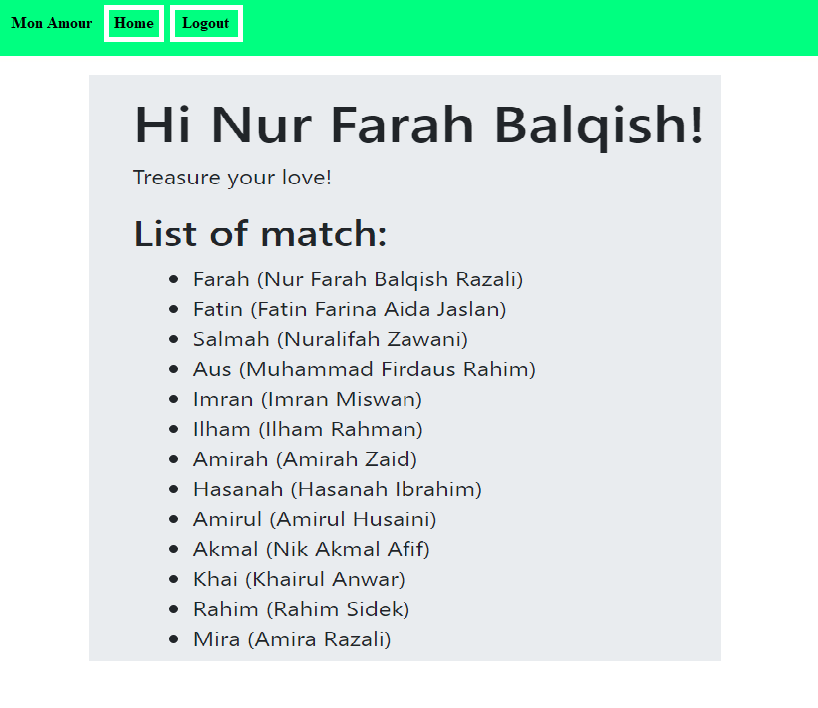 Mon Amour Home Logout
Hi Nur Farah Balqish!
Treasure your love!
List of match:
• Farah (Nur Farah Balqish Razali)
• Fatin (Fatin Farina Aida Jaslan)
• Salmah (Nuralifah Zawani)
• Aus (Muhammad Firdaus Rahim)
• Imran (Imran Miswan)
• Ilham (Ilham Rahman)
• Amirah (Amirah Zaid)
• Hasanah (Hasanah Ibrahim)
• Amirul (Amirul Husaini)
• Akmal (Nik Akmal Afif)
• Khai (Khairul Anwar)
• Rahim (Rahim Sidek)
• Mira (Amira Razali)